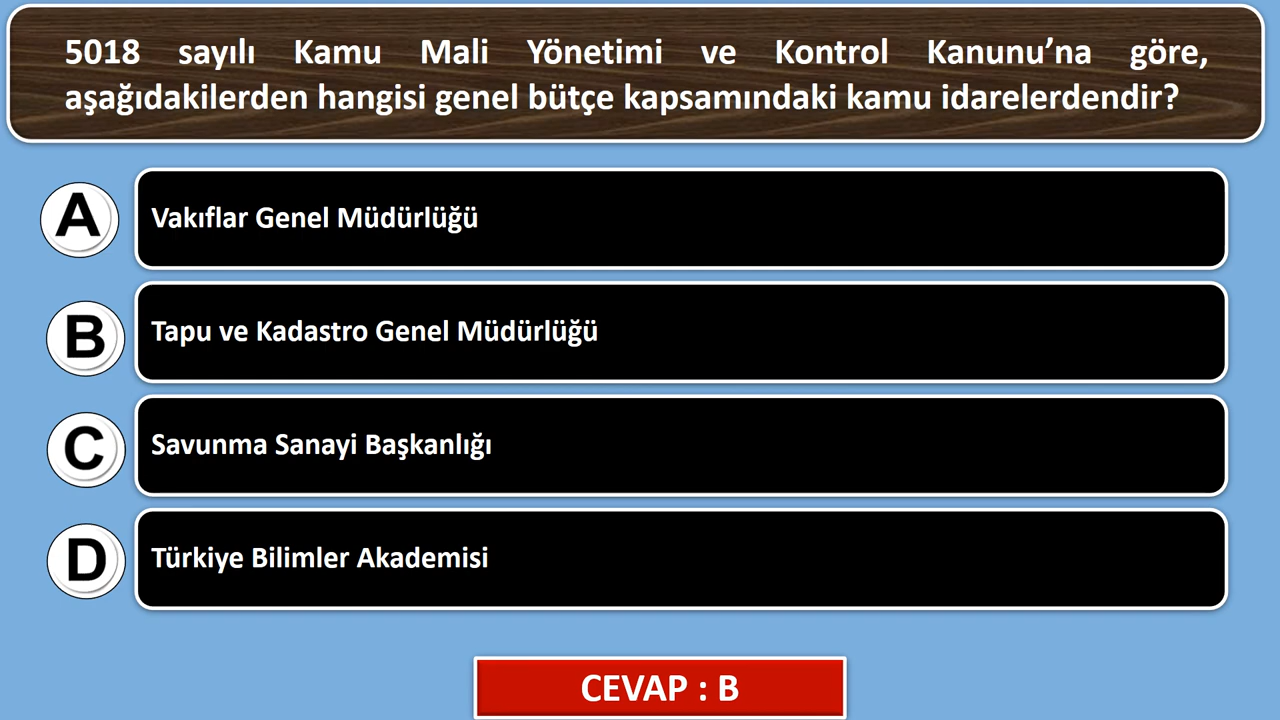 5018 sayılı Kamu Mali Yönetimi ve Kontrol Kanunu’na göre,
aşağıdakilerden hangisi genel bütçe kapsamındaki kamu idarelerdendir?
A
Vakıflar Genel Müdürlüğü
B
Tapu ve Kadastro Genel Müdürlüğü
C
Savunma Sanayi Başkanlığı
D
Türkiye Bilimler Akademisi
CEVAP : B